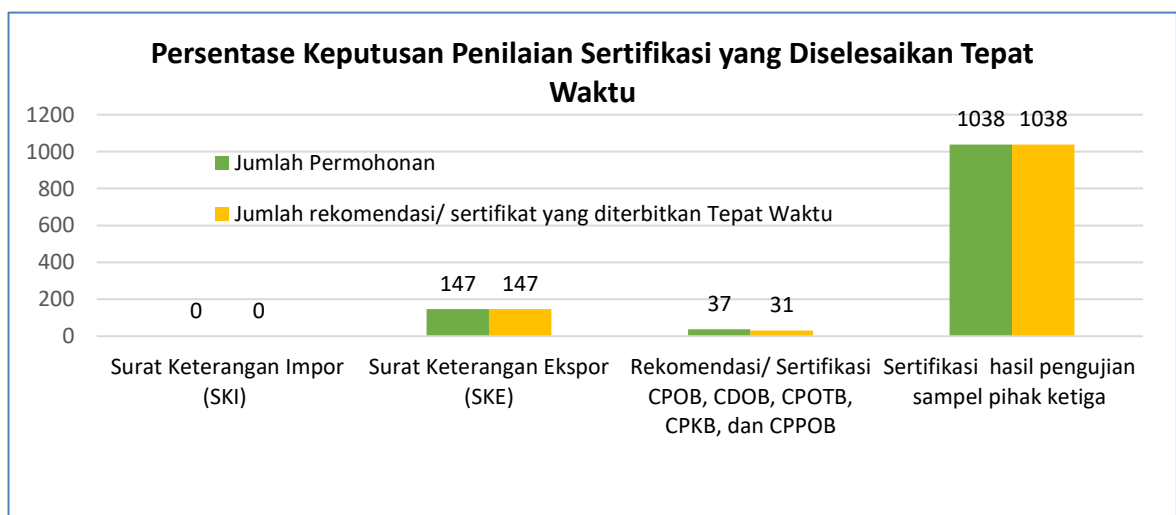 Persentase Keputusan Penilaian Sertifikasi yang Diselesaikan Tepat
Waktu
1200
1000
800
600
400
200
0
Jumlah Permohonan
Jumlah rekomendasi/ sertifikat yang diterbitkan Tepat Waktu
0 0
147 147
37 31
1038 1038
Surat Keterangan Impor
(SKI)
Surat Keterangan Ekspor
(SKE)
Rekomendasi/ Sertifikasi
CPOB, CDOB, CPOTB,
CPKB, dan CPPOB
Sertifikasi hasil pengujian
sampel pihak ketiga